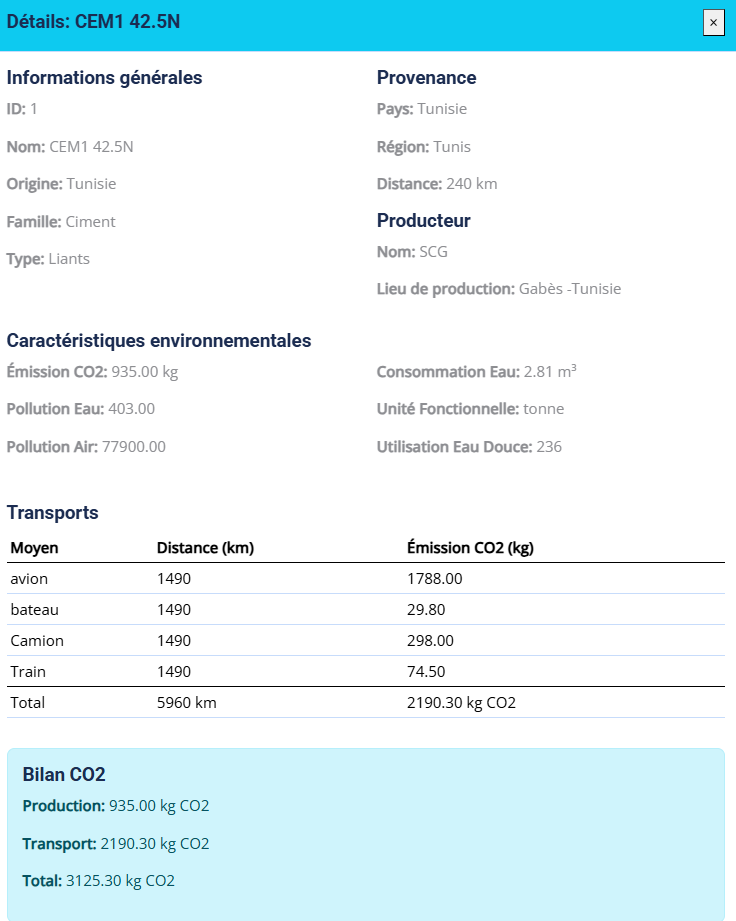 Détails: CEM1 42.5N
×
Informations générales
ID: 1
Nom: CEM1 42.5N
Origine: Tunisie
Famille: Ciment
Type: Liants
Provenance
Pays: Tunisie
Région: Tunis
Distance: 240 km
Producteur
Nom: SCG
Lieu de production: Gabès -Tunisie
Caractéristiques environnementales
Émission CO2: 935.00 kg
Pollution Eau: 403.00
Pollution Air: 77900.00
Consommation Eau: 2.81 m³
Unité Fonctionnelle: tonne
Utilisation Eau Douce: 236
Transports
Moyen Distance (km) Émission CO2 (kg)
avion 1490 1788.00
bateau 1490 29.80
Camion 1490 298.00
Train 1490 74.50
Total 5960 km 2190.30 kg CO2
Bilan CO2
Production: 935.00 kg CO2
Transport: 2190.30 kg CO2
Total: 3125.30 kg CO2